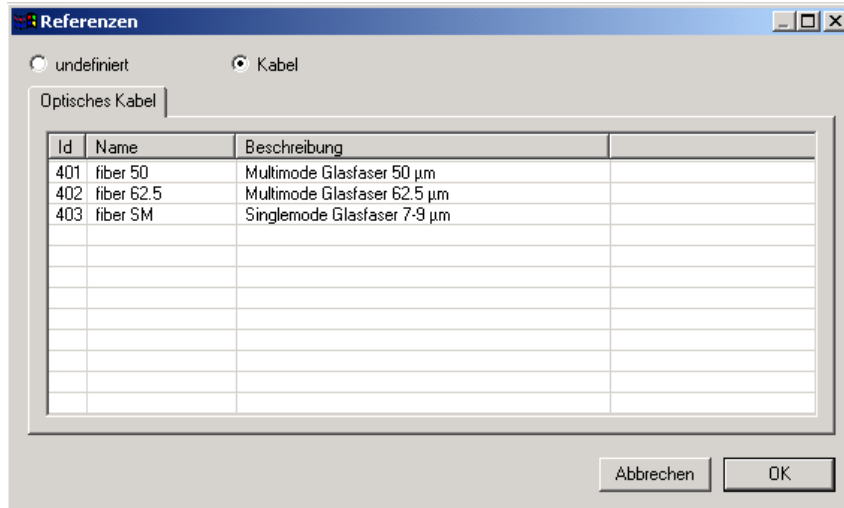 Referenzen
undefiniert Kabel
Optisches Kabel
Id Name Beschreibung
401 fiber 50 Multimode Glasfaser 50 µm
402 fiber 62.5 Multimode Glasfaser 62.5 µm
403 fiber SM Singlemode Glasfaser 7-9 µm
Abbrechen OK